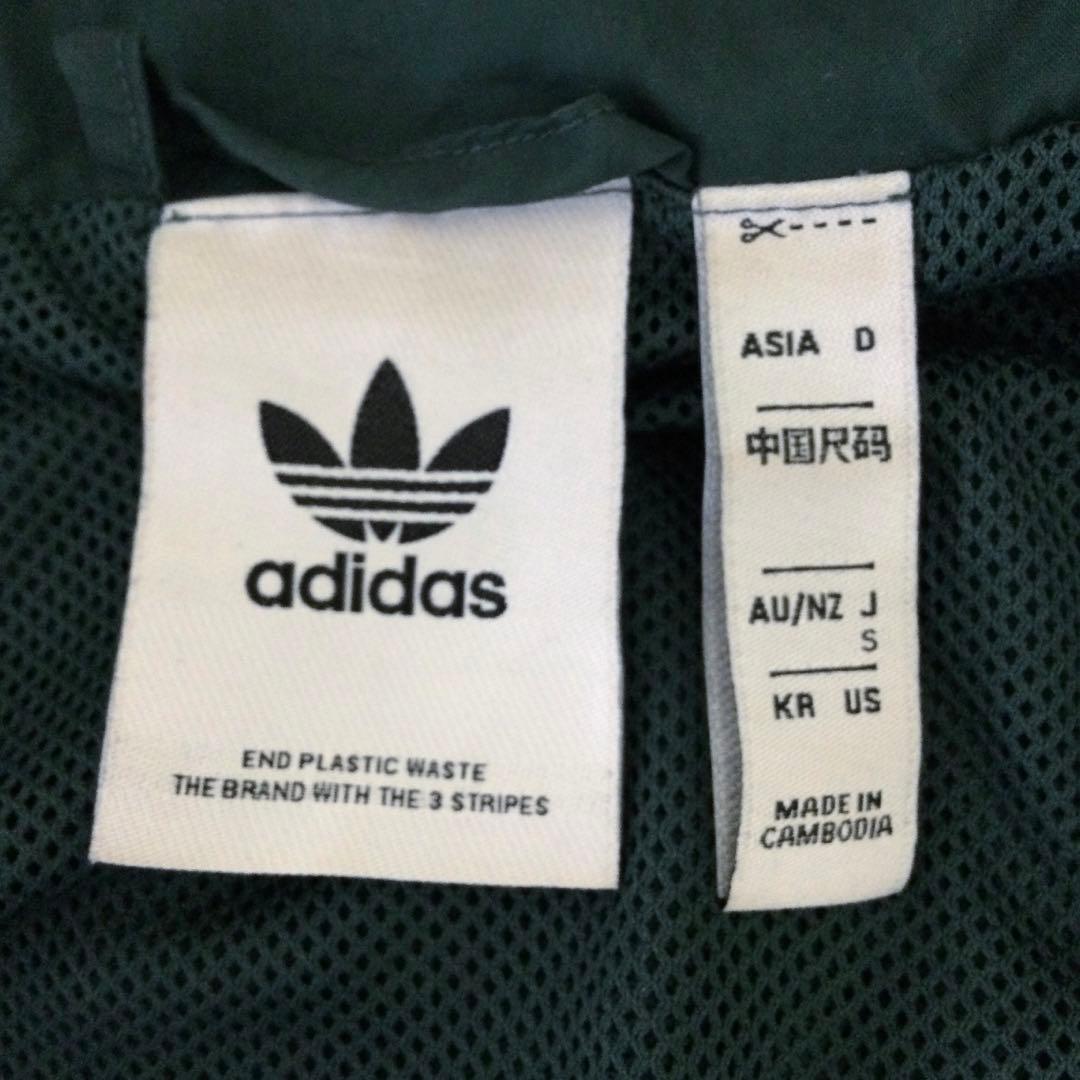 adidas
END PLASTIC WASTE
THE BRAND WITH THE 3 STRIPES
ASIA D
中国尺码
AU/NZ J
S
KR US
MADE IN
CAMBODIA